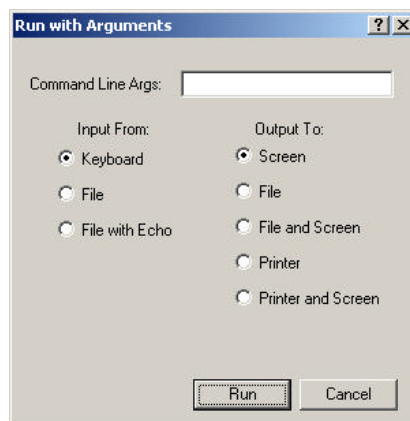 Run with Arguments
Command Line Args:
Input From:
Output To:
Keyboard
Screen
File
File
File with Echo
File and Screen
Printer
Printer and Screen
Run
Cancel